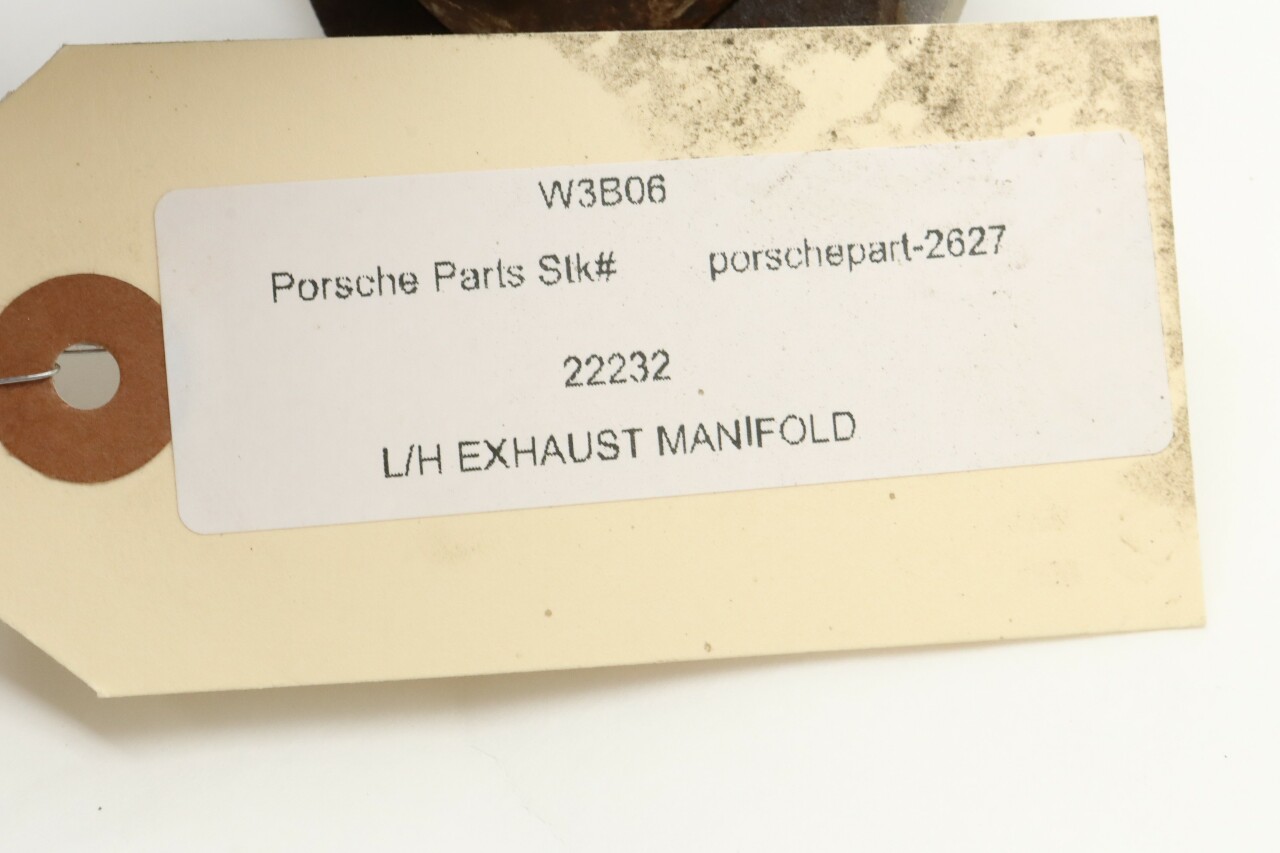 W3B06
Porsche Parts Stk# porschepart-2627
22232
L/H EXHAUST MANIFOLD